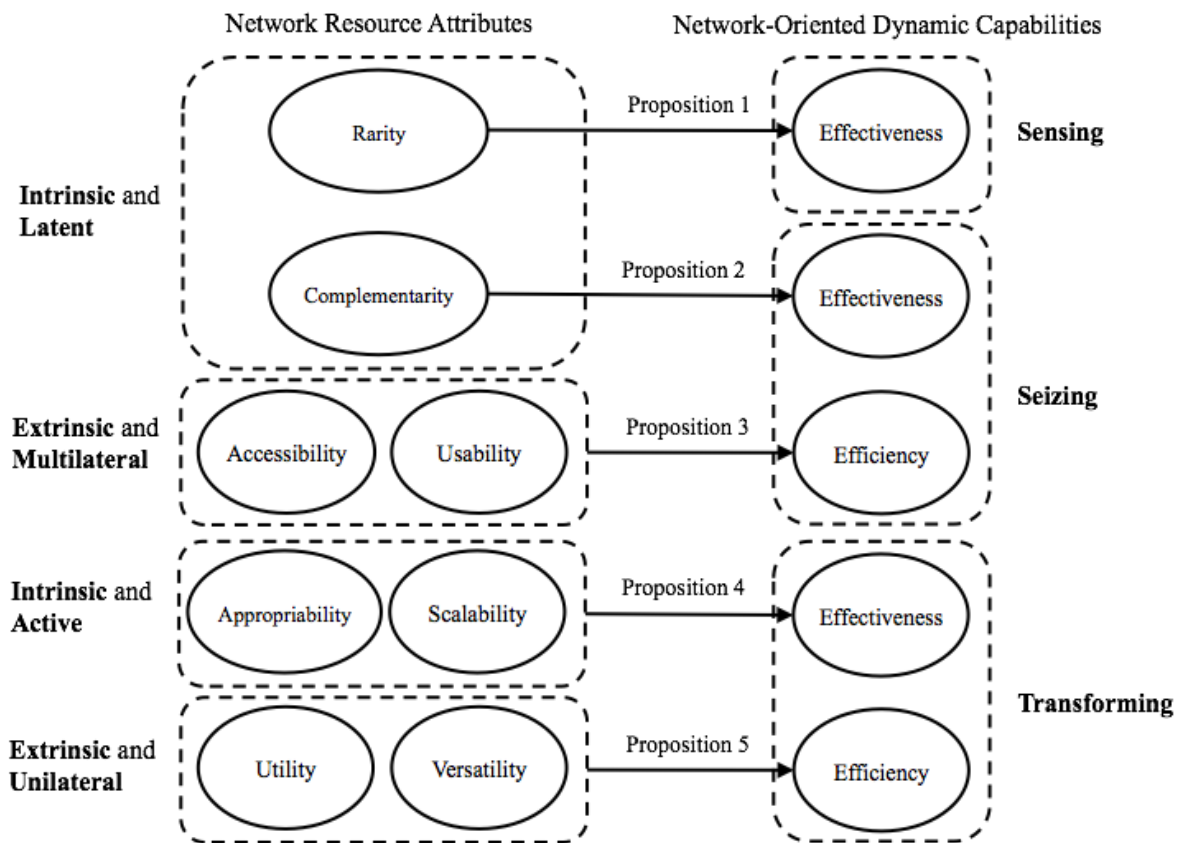 Network Resource Attributes
Network-Oriented Dynamic Capabilities
Intrinsic and
Latent
Rarity
Proposition 1
Effectiveness
Sensing
Complementarity
Proposition 2
Effectiveness
Seizing
Extrinsic and
Multilateral
Accessibility
Usability
Proposition 3
Efficiency
Intrinsic and
Active
Appropriability
Scalability
Proposition 4
Effectiveness
Transforming
Extrinsic and
Unilateral
Utility
Versatility
Proposition 5
Efficiency